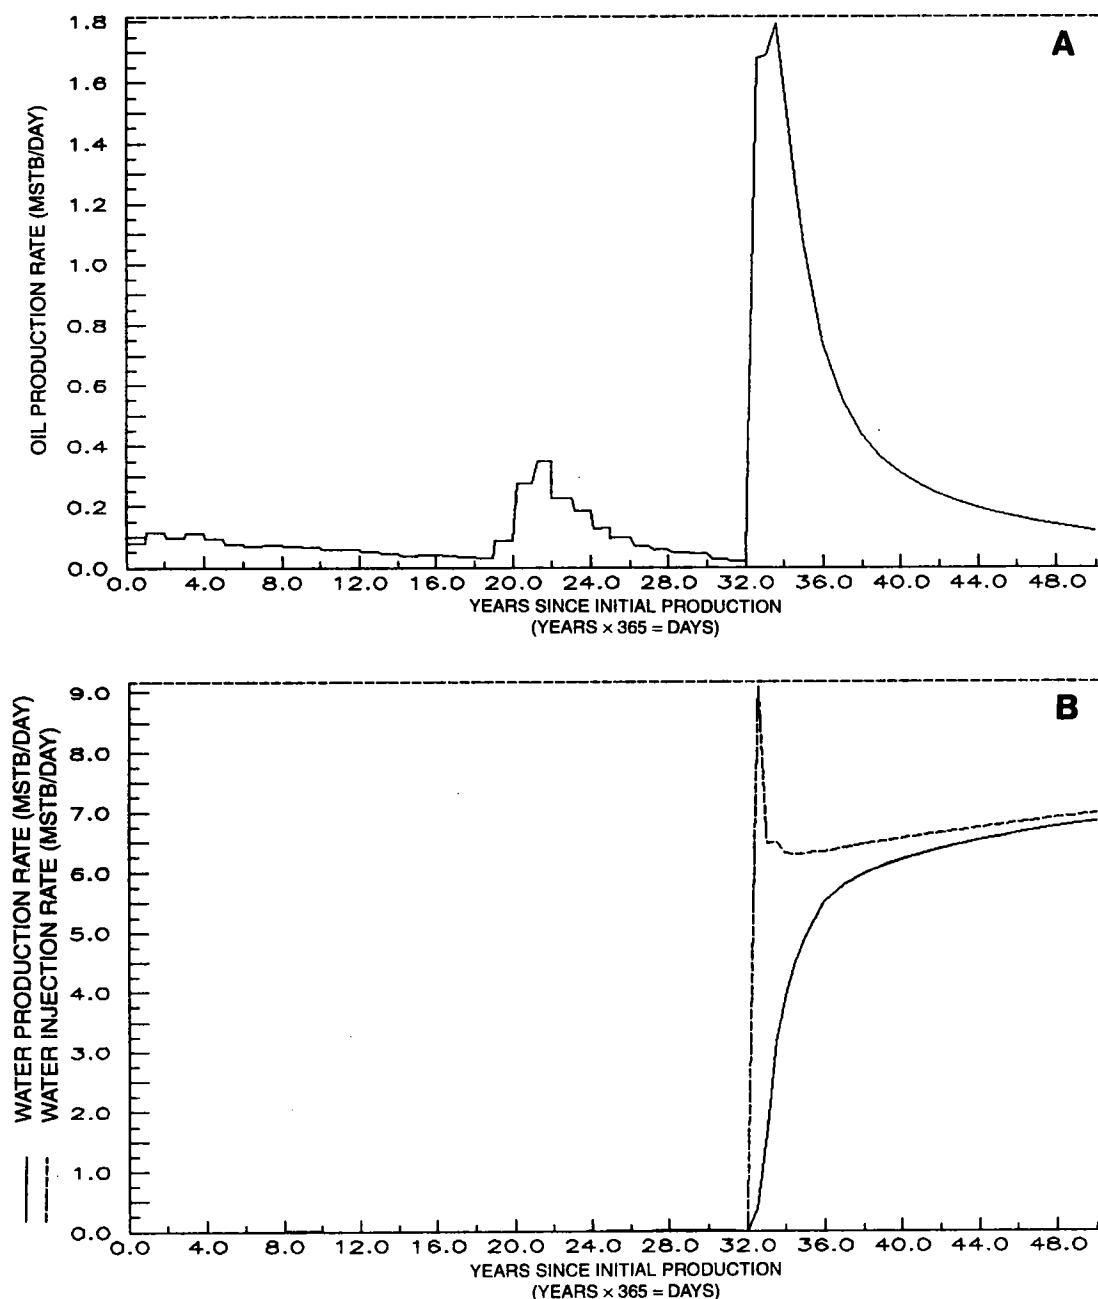 A
1.8
1.6
1.4
1.2
1.0
0.8
0.6
0.4
0.2
0.0
OIL PRODUCTION RATE (MSTB/DAY)
0.0 4.0 8.0 12.0 16.0 20.0 24.0 28.0 32.0 36.0 40.0 44.0 48.0
YEARS SINCE INITIAL PRODUCTION
(YEARS × 365 = DAYS)
B
9.0
8.0
7.0
6.0
5.0
4.0
3.0
2.0
1.0
0.0
WATER PRODUCTION RATE (MSTB/DAY)
WATER INJECTION RATE (MSTB/DAY)
0.0 4.0 8.0 12.0 16.0 20.0 24.0 28.0 32.0 36.0 40.0 44.0 48.0
YEARS SINCE INITIAL PRODUCTION
(YEARS × 365 = DAYS)